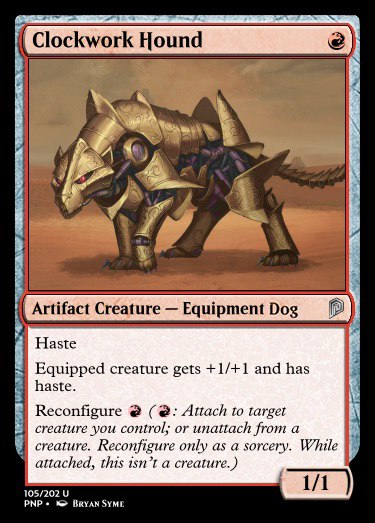 Clockwork Hound
Artifact Creature — Equipment Dog
Haste
Equipped creature gets +1/+1 and has
haste.
Reconfigure (: Attach to target
creature you control; or unattach from a
creature. Reconfigure only as a sorcery. While
attached, this isn't a creature.)
1/1
105/202 U
PNP • Bryan Syme